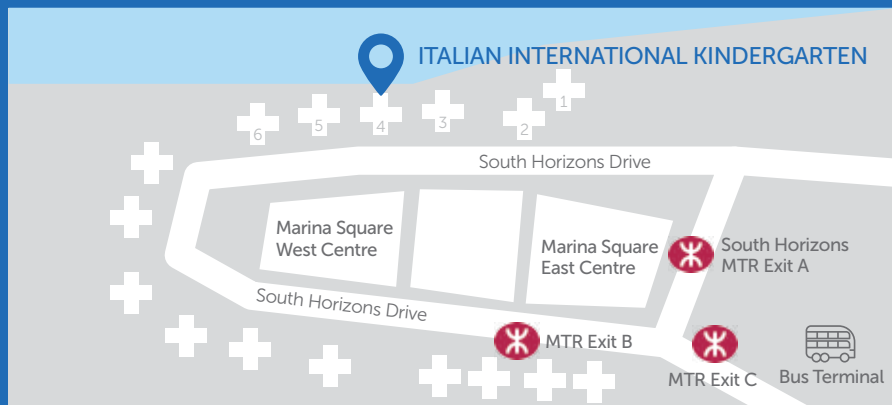 ITALIAN INTERNATIONAL KINDERGARTEN
1
2
3
4
5
6
South Horizons Drive
Marina Square
West Centre
Marina Square
East Centre
South Horizons
MTR Exit A
South Horizons Drive
MTR Exit B
MTR Exit C
Bus Terminal